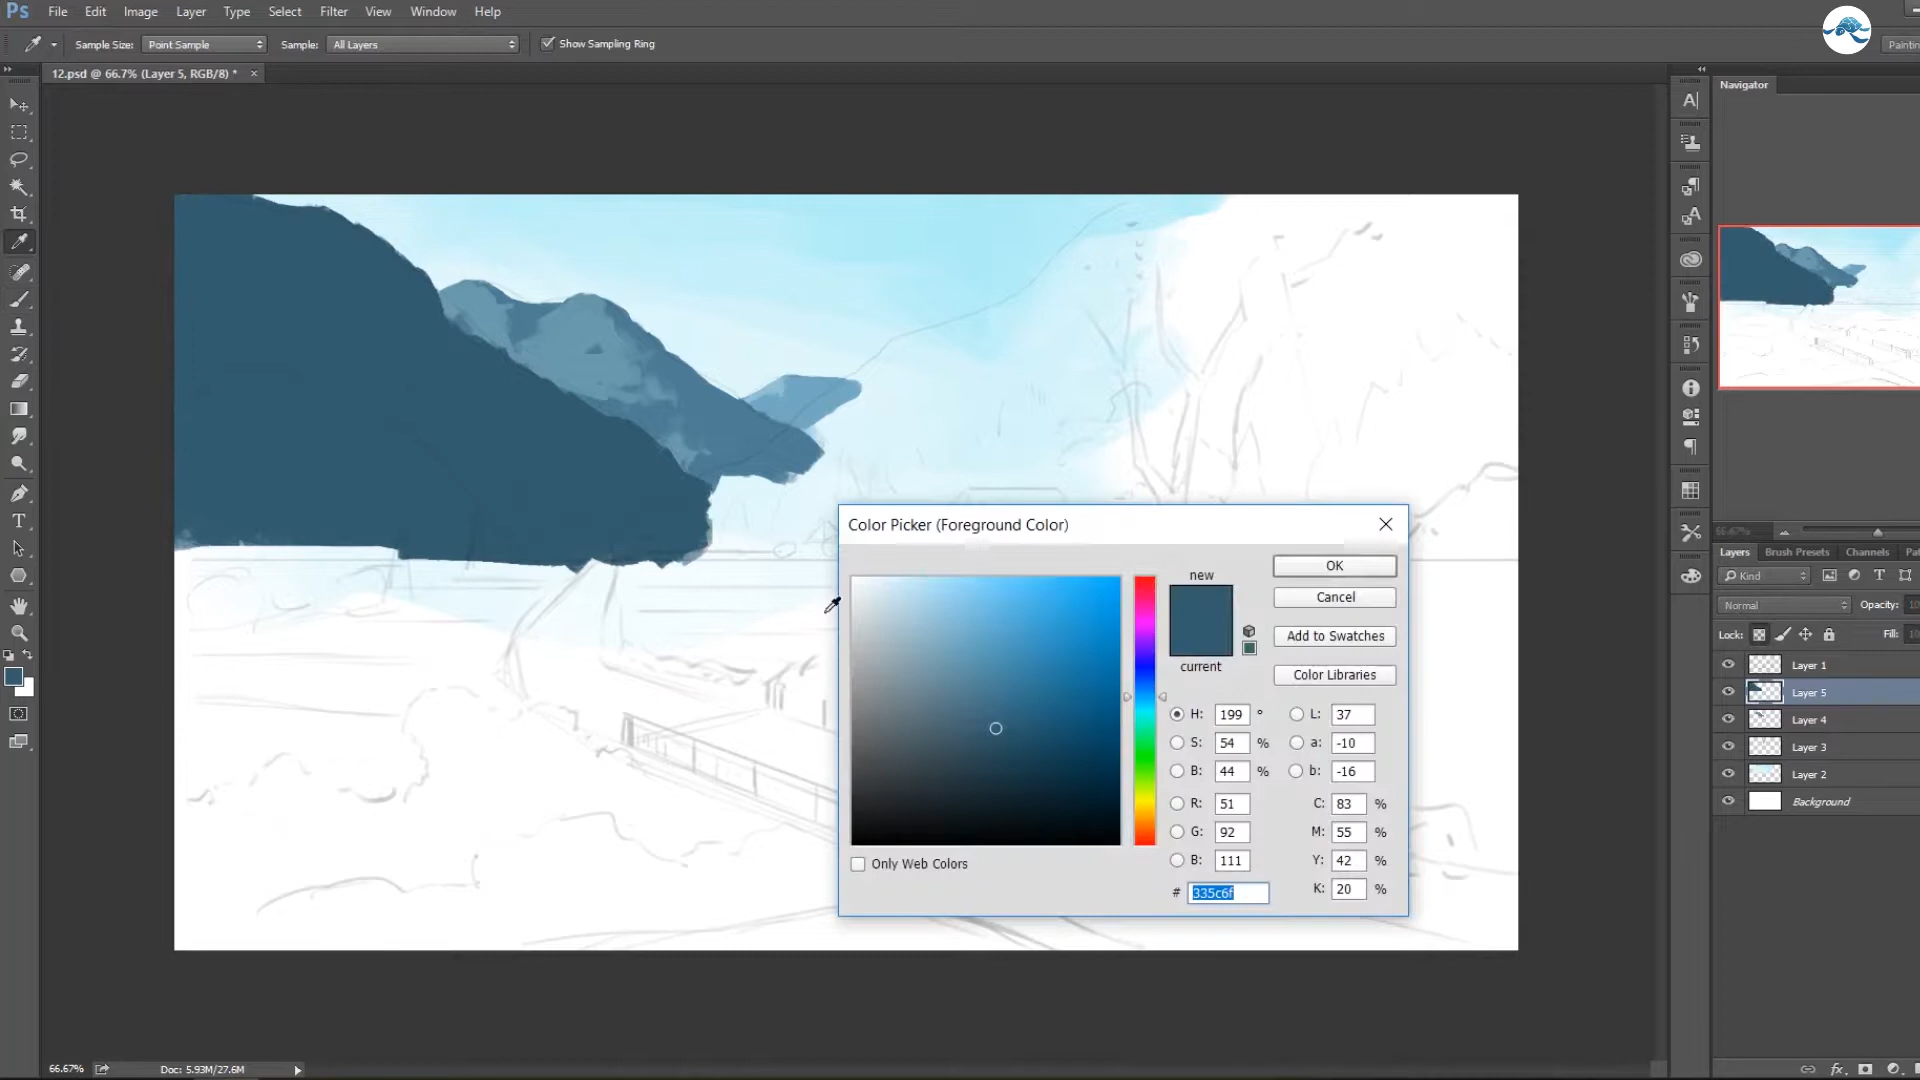 Ps File Edit Image Layer Type Select Filter View Window Help
Sample Size: Point Sample Sample: All Layers Show Sampling Ring
12.psd @ 66.7% (Layer 5, RGB/8) * ×
Navigator
Color Picker (Foreground Color)
OK
new
Cancel
Add to Swatches
current
Color Libraries
H: 199 ° L: 37
S: 54 % a: -10
B: 44 % b: -16
R: 51 C: 83 %
G: 92 M: 55 %
B: 111 Y: 42 %
# 335c6f K: 20 %
Only Web Colors
66.67%
Layers Brush Presets Channels
Kind
Normal Opacity:
Lock: Fill:
Layer 1
Layer 5
Layer 4
Layer 3
Layer 2
Background
66.67% Doc: 5.93M/27.6M